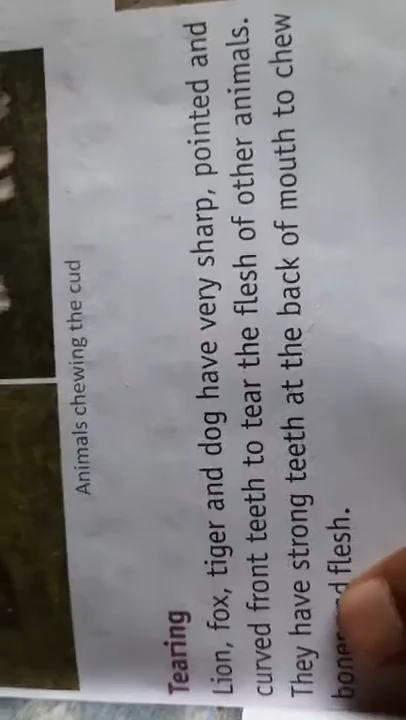 Animals chewing the cud
Tearing
Lion, fox, tiger and dog have very sharp, pointed and
curved front teeth to tear the flesh of other animals.
They have strong teeth at the back of mouth to chew
flesh.